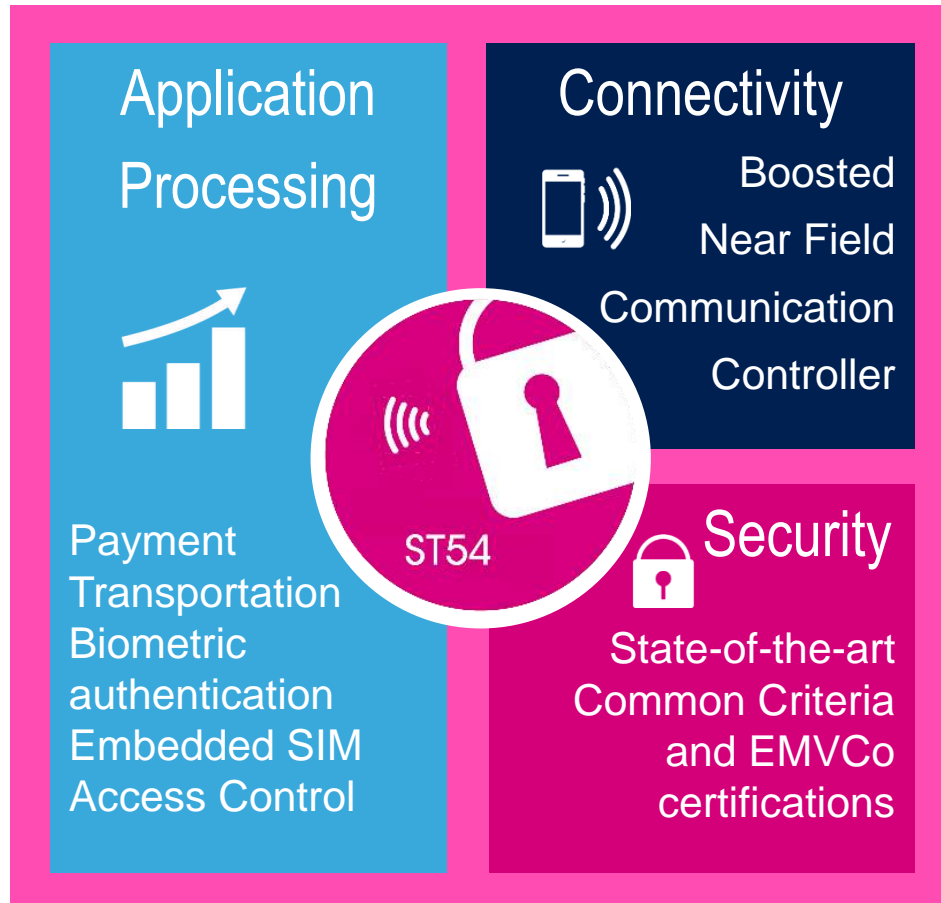 Application
Processing
Payment
Transportation
Biometric
authentication
Embedded SIM
Access Control
Connectivity
Boosted
Near Field
Communication
Controller
ST54
Security
State-of-the-art
Common Criteria
and EMVCo
certifications